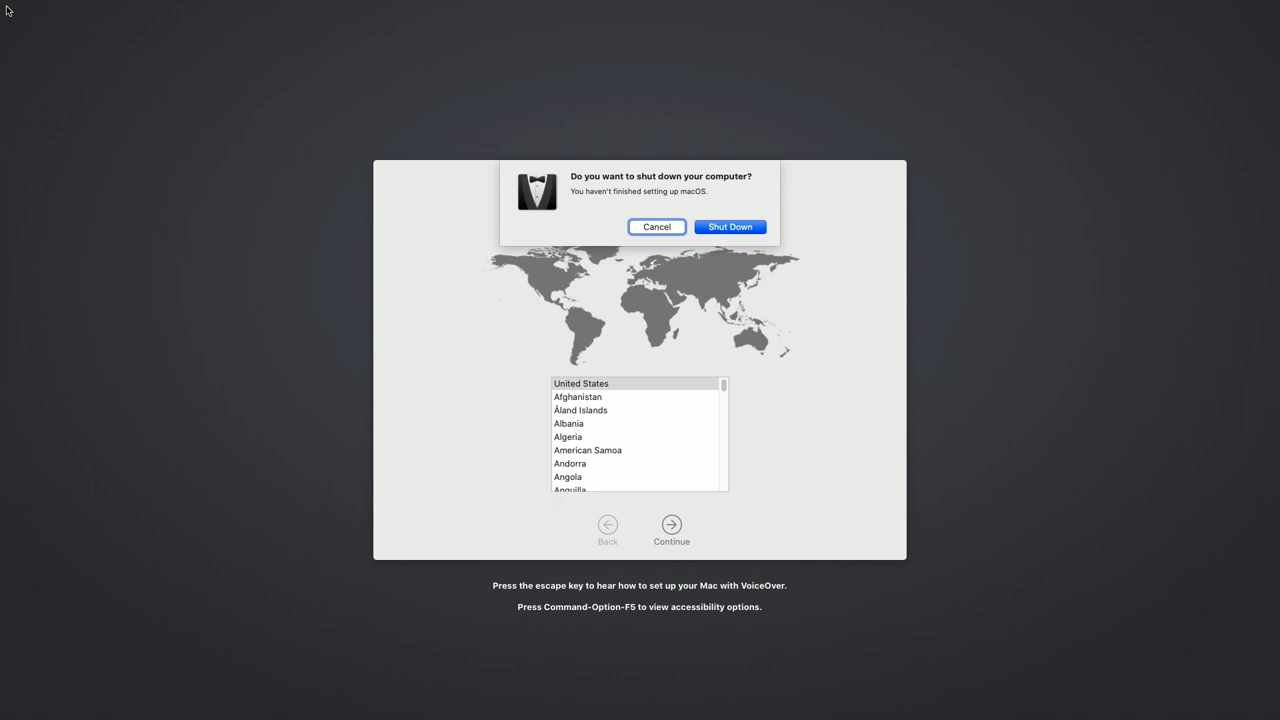 Do you want to shut down your computer?
You haven't finished setting up macOS.
Cancel
Shut Down
United States
Afghanistan
Åland Islands
Albania
Algeria
American Samoa
Andorra
Angola
Anguilla
Back
Continue
Press the escape key to hear how to set up your Mac with VoiceOver.
Press Command-Option-F5 to view accessibility options.